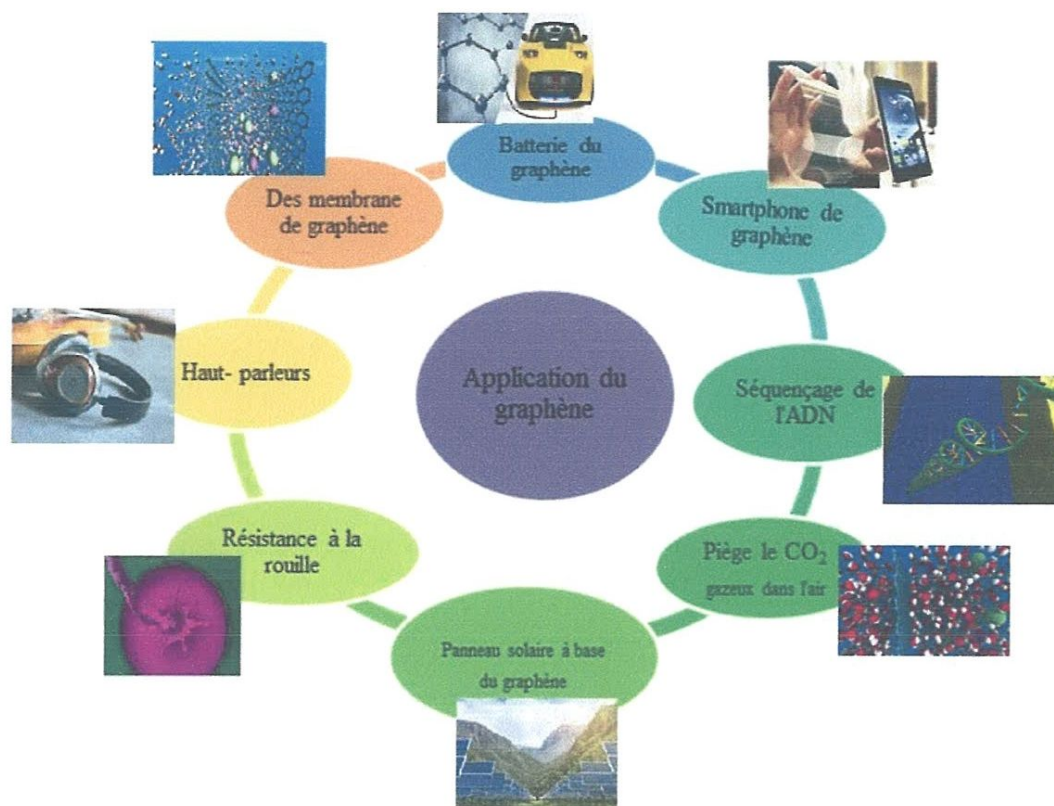 Batterie du
graphène
Smartphone de
graphène
Séquençage de
l'ADN
Piège le CO₂
gazeux dans l'air
Panneau solaire à base
du graphène
Résistance à la
rouille
Haut- parleurs
Des membrane
de graphène
Application du
graphène